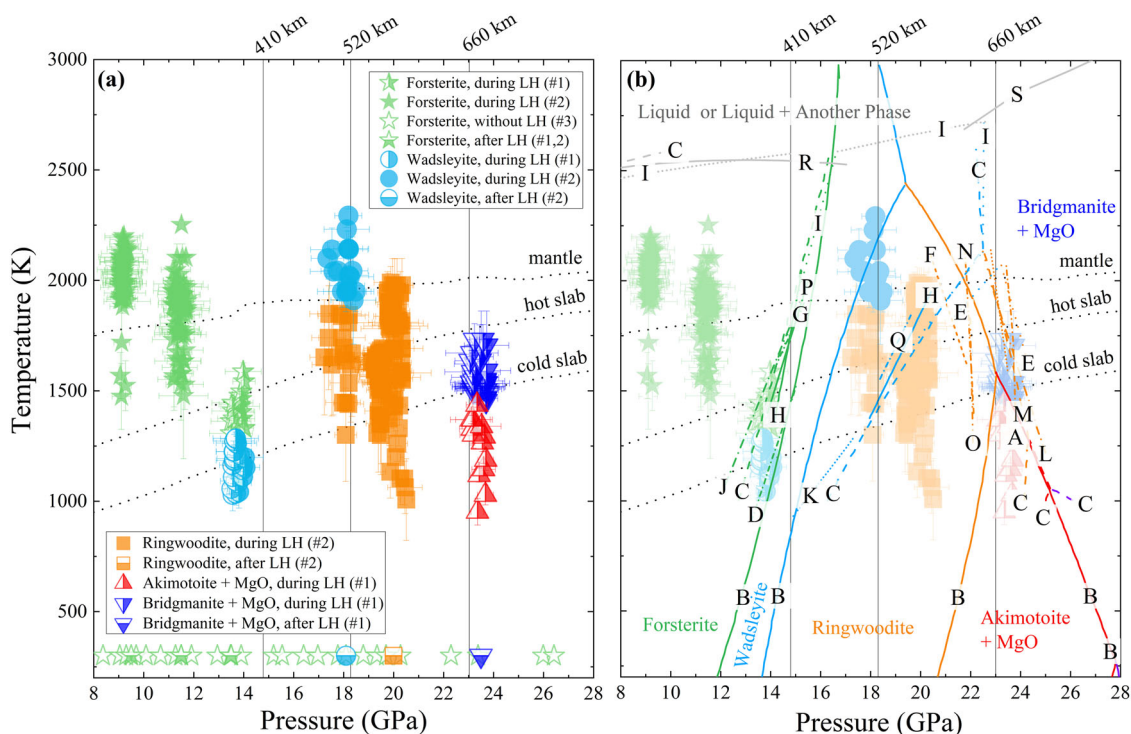 410 km
520 km
660 km
410 km
520 km
660 km
3000
2500
2000
1500
1000
500
Temperature (K)
(a)
Forsterite, during LH (#1)
Forsterite, during LH (#2)
Forsterite, without LH (#3)
Forsterite, after LH (#1,2)
Wadsleyite, during LH (#1)
Wadsleyite, during LH (#2)
Wadsleyite, after LH (#2)
mantle
hot slab
cold slab
Ringwoodite, during LH (#2)
Ringwoodite, after LH (#2)
Akimotoite + MgO, during LH (#1)
Bridgmanite + MgO, during LH (#1)
Bridgmanite + MgO, after LH (#1)
8 10 12 14 16 18 20 22 24 26 28
Pressure (GPa)
(b)
S
Liquid or Liquid + Another Phase
I
I
C
R
I
C
I
Bridgmanite
+ MgO
I
F
N
mantle
P
H
hot slab
G
E
Q
E
cold slab
H
M
O
A
L
J
C
K
C
D
C
C
C
B
B
B
B
Forsterite
Wadsleyite
Ringwoodite
Akimotoite
+ MgO
B
8 10 12 14 16 18 20 22 24 26 28
Pressure (GPa)